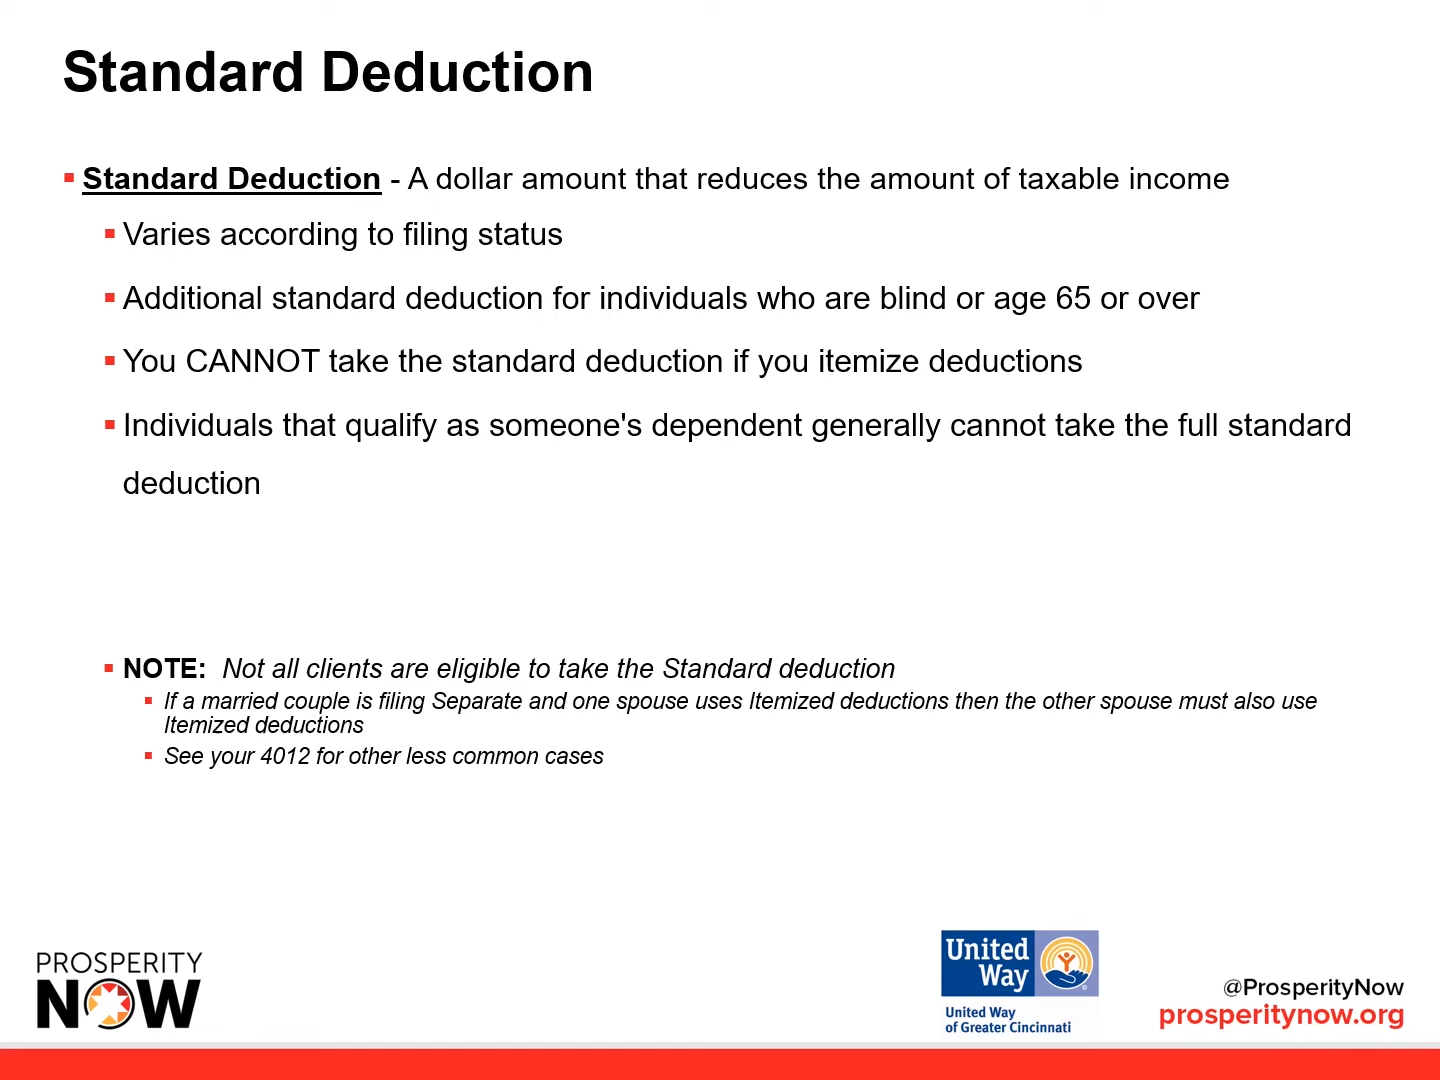 Standard Deduction
Standard Deduction - A dollar amount that reduces the amount of taxable income
Varies according to filing status
Additional standard deduction for individuals who are blind or age 65 or over
You CANNOT take the standard deduction if you itemize deductions
Individuals that qualify as someone's dependent generally cannot take the full standard
deduction
NOTE: Not all clients are eligible to take the Standard deduction
If a married couple is filing Separate and one spouse uses Itemized deductions then the other spouse must also use
Itemized deductions
See your 4012 for other less common cases
PROSPERITY
NOW
United
Way
®
United Way
of Greater Cincinnati
@ProsperityNow
prosperitynow.org